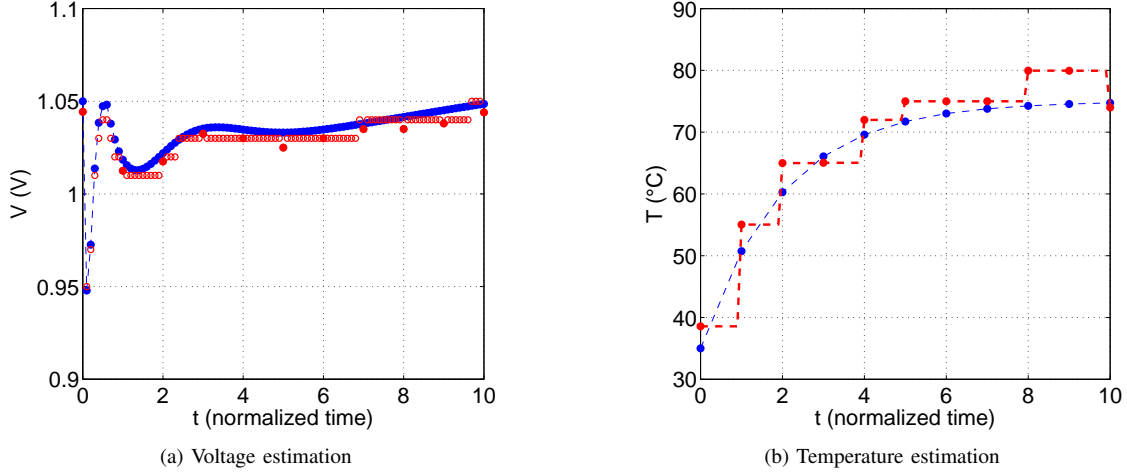 1.1
1.05
1
0.95
0.9
V (V)
0 2 4 6 8 10
t (normalized time)
(a) Voltage estimation
90
80
70
60
50
40
30
T (°C)
0 2 4 6 8 10
t (normalized time)
(b) Temperature estimation